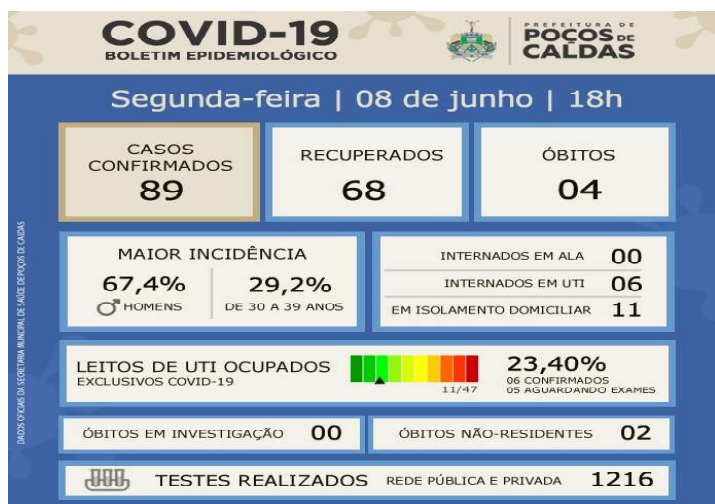 COVID-19
BOLETIM EPIDEMIOLÓGICO
PREFEITURA DE
POÇOS DE
CALDAS
Segunda-feira | 08 de junho | 18h
CASOS
CONFIRMADOS
89
RECUPERADOS
68
ÓBITOS
04
MAIOR INCIDÊNCIA
67,4%
HOMENS
29,2%
DE 30 A 39 ANOS
INTERNADOS EM ALA 00
INTERNADOS EM UTI 06
EM ISOLAMENTO DOMICILIAR 11
LEITOS DE UTI OCUPADOS
EXCLUSIVOS COVID-19
11/47
23,40%
06 CONFIRMADOS
05 AGUARDANDO EXAMES
ÓBITOS EM INVESTIGAÇÃO 00
ÓBITOS NÃO-RESIDENTES 02
TESTES REALIZADOS REDE PÚBLICA E PRIVADA 1216
DADOS OFICIAIS DA SECRETARIA MUNICIPAL DE SAÚDE DE POÇOS DE CALDAS